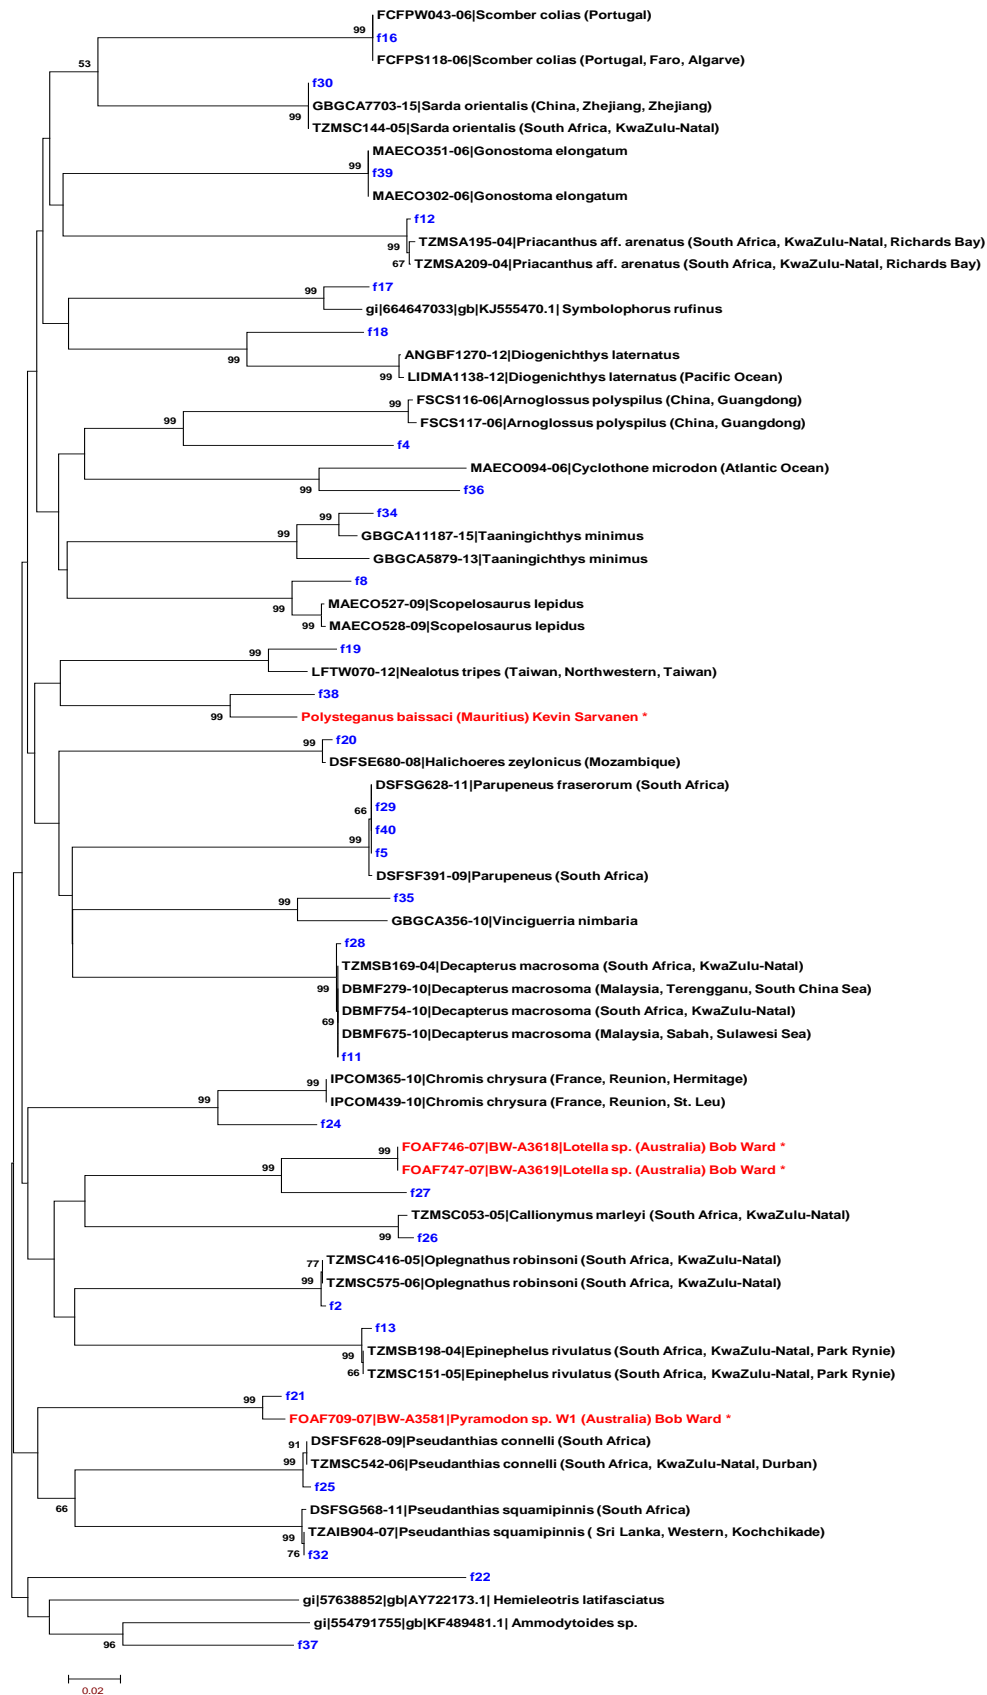 FCFPW043-06|Scomber colias (Portugal)
99
f16
FCFPS118-06|Scomber colias (Portugal, Faro, Algarve)
53
f30
GBGCA7703-15|Sarda orientalis (China, Zhejiang, Zhejiang)
99
TZMSC144-05|Sarda orientalis (South Africa, KwaZulu-Natal)
MAECO351-06|Gonostoma elongatum
99
f39
MAECO302-06|Gonostoma elongatum
f12
99
TZMSA195-04|Priacanthus aff. arenatus (South Africa, KwaZulu-Natal, Richards Bay)
67
TZMSA209-04|Priacanthus aff. arenatus (South Africa, KwaZulu-Natal, Richards Bay)
99
f17
gi|664647033|gb|KJ555470.1| Symbolophorus rufinus
f18
99
ANGBF1270-12|Diogenichthys laternatus
99
LIDMA1138-12|Diogenichthys laternatus (Pacific Ocean)
99
FSCS116-06|Arnoglossus polyspilus (China, Guangdong)
99
FSCS117-06|Arnoglossus polyspilus (China, Guangdong)
f4
MAECO094-06|Cyclothone microdon (Atlantic Ocean)
99
f36
99
f34
99
GBGCA11187-15|Taaningichthys minimus
GBGCA5879-13|Taaningichthys minimus
f8
99
MAECO527-09|Scopelosaurus lepidus
99
MAECO528-09|Scopelosaurus lepidus
99
f19
LFTW070-12|Nealotus tripes (Taiwan, Northwestern, Taiwan)
f38
99
Polysteganus baissaci (Mauritius) Kevin Sarvanen *
99
f20
DSFSE680-08|Halichoeres zeylonicus (Mozambique)
DSFSG628-11|Parupeneus fraserorum (South Africa)
66
f29
f40
99
f5
DSFSF391-09|Parupeneus (South Africa)
99
f35
GBGCA356-10|Vinciguerria nimbaria
f28
TZMSB169-04|Decapterus macrosoma (South Africa, KwaZulu-Natal)
99
DBMF279-10|Decapterus macrosoma (Malaysia, Terengganu, South China Sea)
DBMF754-10|Decapterus macrosoma (South Africa, KwaZulu-Natal)
69
DBMF675-10|Decapterus macrosoma (Malaysia, Sabah, Sulawesi Sea)
f11
99
IPCOM365-10|Chromis chrysura (France, Reunion, Hermitage)
99
IPCOM439-10|Chromis chrysura (France, Reunion, St. Leu)
f24
99
FOAF746-07|BW-A3618|Lotella sp. (Australia) Bob Ward *
99
FOAF747-07|BW-A3619|Lotella sp. (Australia) Bob Ward *
f27
TZMSC053-05|Callionymus marleyi (South Africa, KwaZulu-Natal)
99
f26
77
TZMSC416-05|Oplegnathus robinsoni (South Africa, KwaZulu-Natal)
99
TZMSC575-06|Oplegnathus robinsoni (South Africa, KwaZulu-Natal)
f2
f13
99
TZMSB198-04|Epinephelus rivulatus (South Africa, KwaZulu-Natal, Park Rynie)
66
TZMSC151-05|Epinephelus rivulatus (South Africa, KwaZulu-Natal, Park Rynie)
99
f21
FOAF709-07|BW-A3581|Pyramodon sp. W1 (Australia) Bob Ward *
91
DSFSF628-09|Pseudanthias connelli (South Africa)
99
TZMSC542-06|Pseudanthias connelli (South Africa, KwaZulu-Natal, Durban)
f25
66
DSFSG568-11|Pseudanthias squamipinnis (South Africa)
99
TZAIB904-07|Pseudanthias squamipinnis ( Sri Lanka, Western, Kochchikade)
76
f32
f22
gi|57638852|gb|AY722173.1| Hemieleotris latifasciatus
gi|554791755|gb|KF489481.1| Ammodytoides sp.
96
f37
0.02